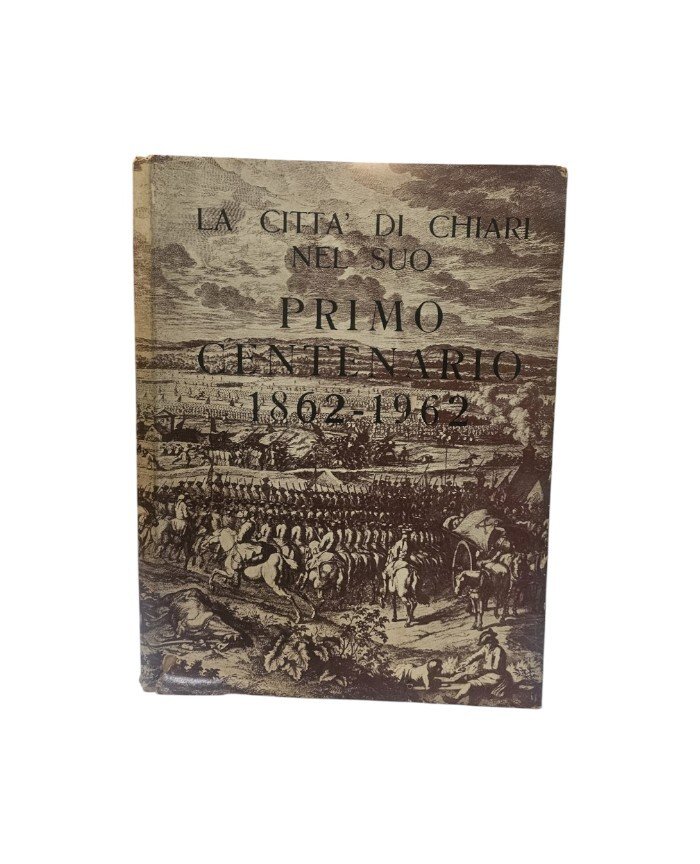 LA CITTA' DI CHIARI
NEL SUO
PRIMO
CENTENARIO
1862-1962